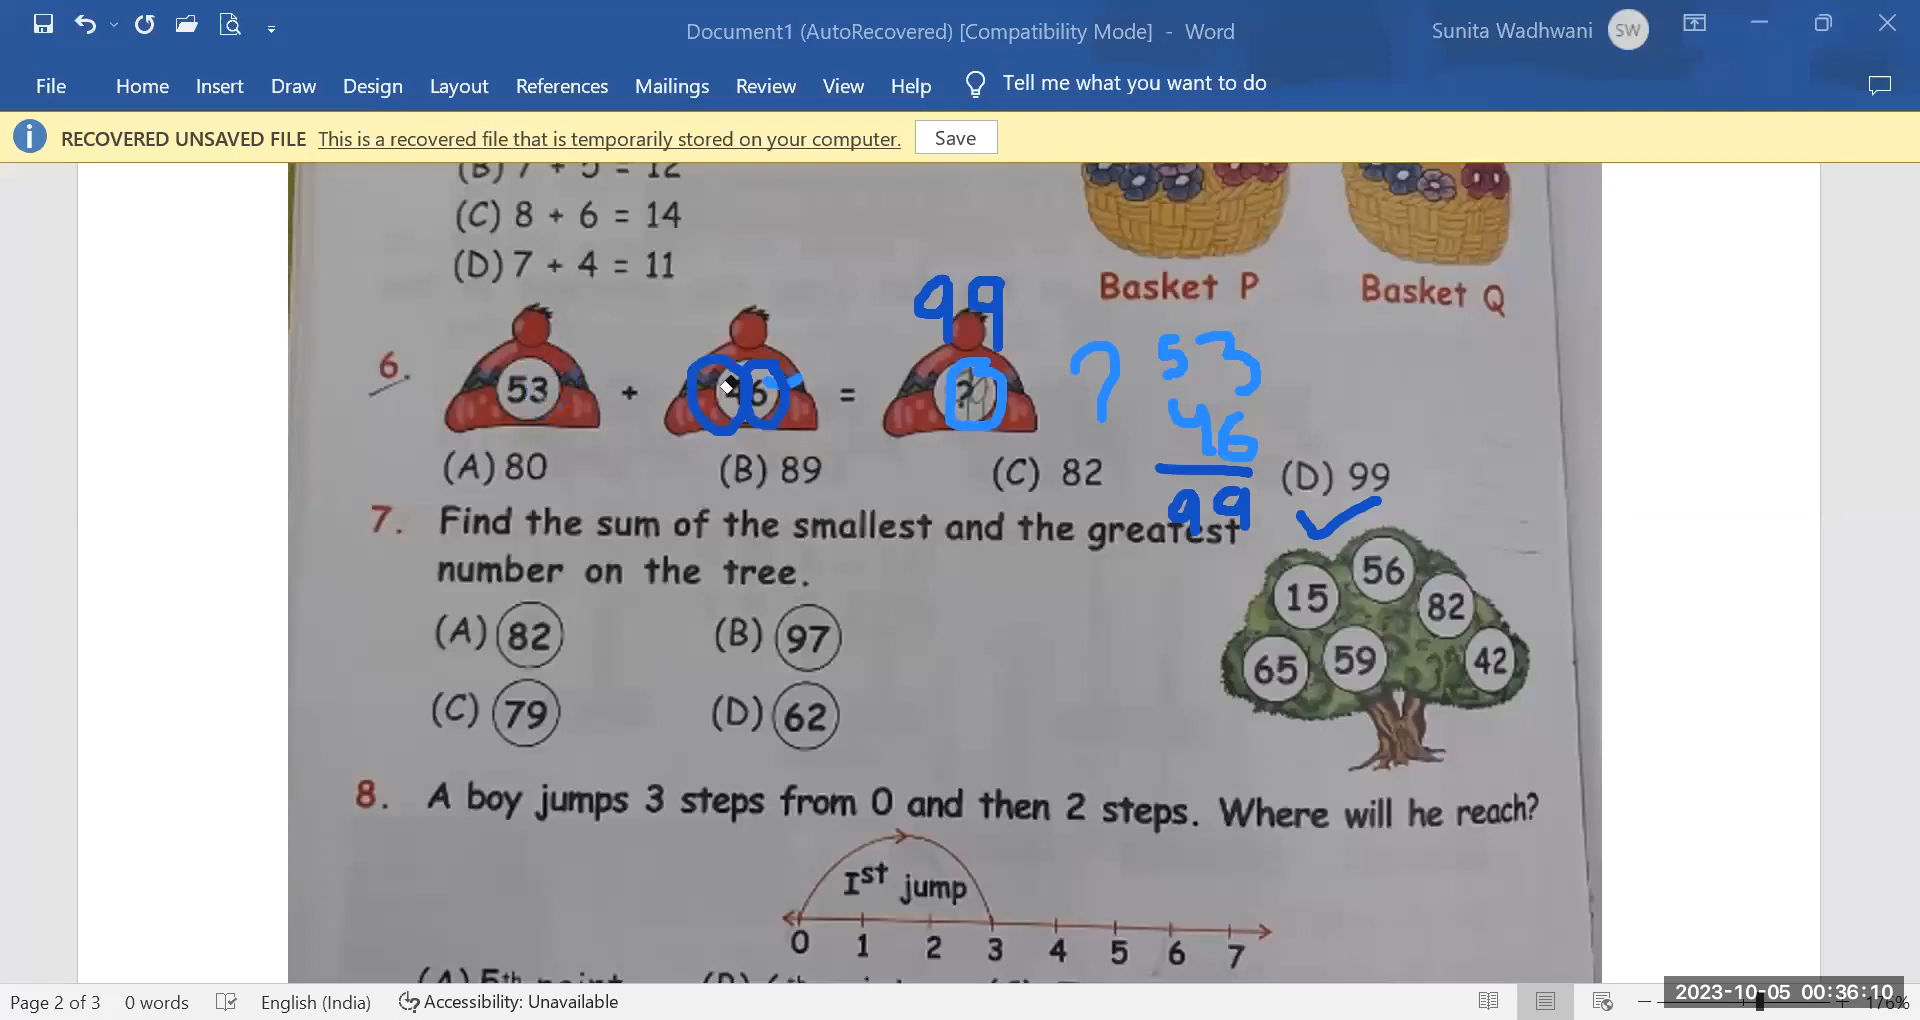 Document1 (AutoRecovered) [Compatibility Mode] - Word
Sunita Wadhwani SW
File Home Insert Draw Design Layout References Mailings Review View Help Tell me what you want to do
RECOVERED UNSAVED FILE This is a recovered file that is temporarily stored on your computer. Save
(B) 7 + 5 = 12
(C) 8 + 6 = 14
(D) 7 + 4 = 11
Basket P Basket Q
99
6. 53 + 46 = ? ?
53
46
99
(A) 80 (B) 89 (C) 82 (D) 99
7. Find the sum of the smallest and the greatest
number on the tree.
(A) 82 (B) 97
(C) 79 (D) 62
15 56 82
65 59 42
8. A boy jumps 3 steps from 0 and then 2 steps. Where will he reach?
Ist jump
0 1 2 3 4 5 6 7
(A) 5th point
Page 2 of 3 0 words English (India) Accessibility: Unavailable 176%
2023-10-05 00:36:10